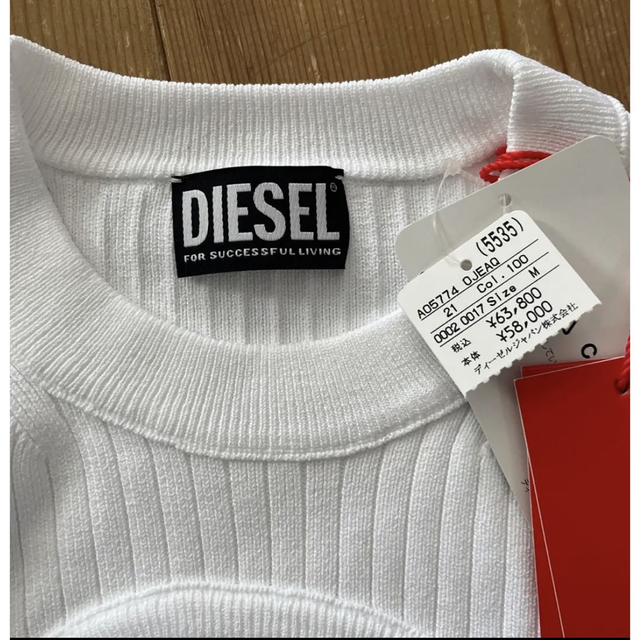 DIESEL®
FOR SUCCESSFUL LIVING
(5535)
A05774 0JEAQ
21 Col.100
0002 0017 Size M
税込 ¥63,800
本体 ¥58,000
ディーゼルジャパン株式会社